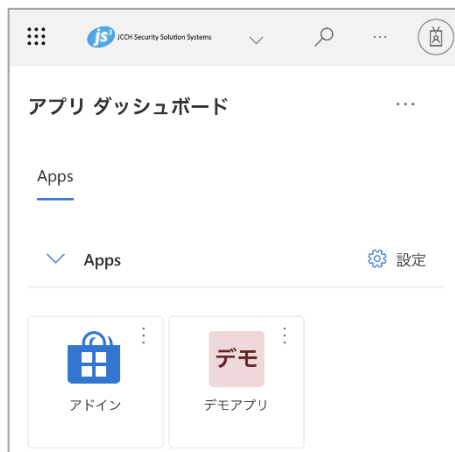 js³ JCCH Security Solution Systems
アプリ ダッシュボード
Apps
Apps
設定
デモ
アドイン
デモアプリ